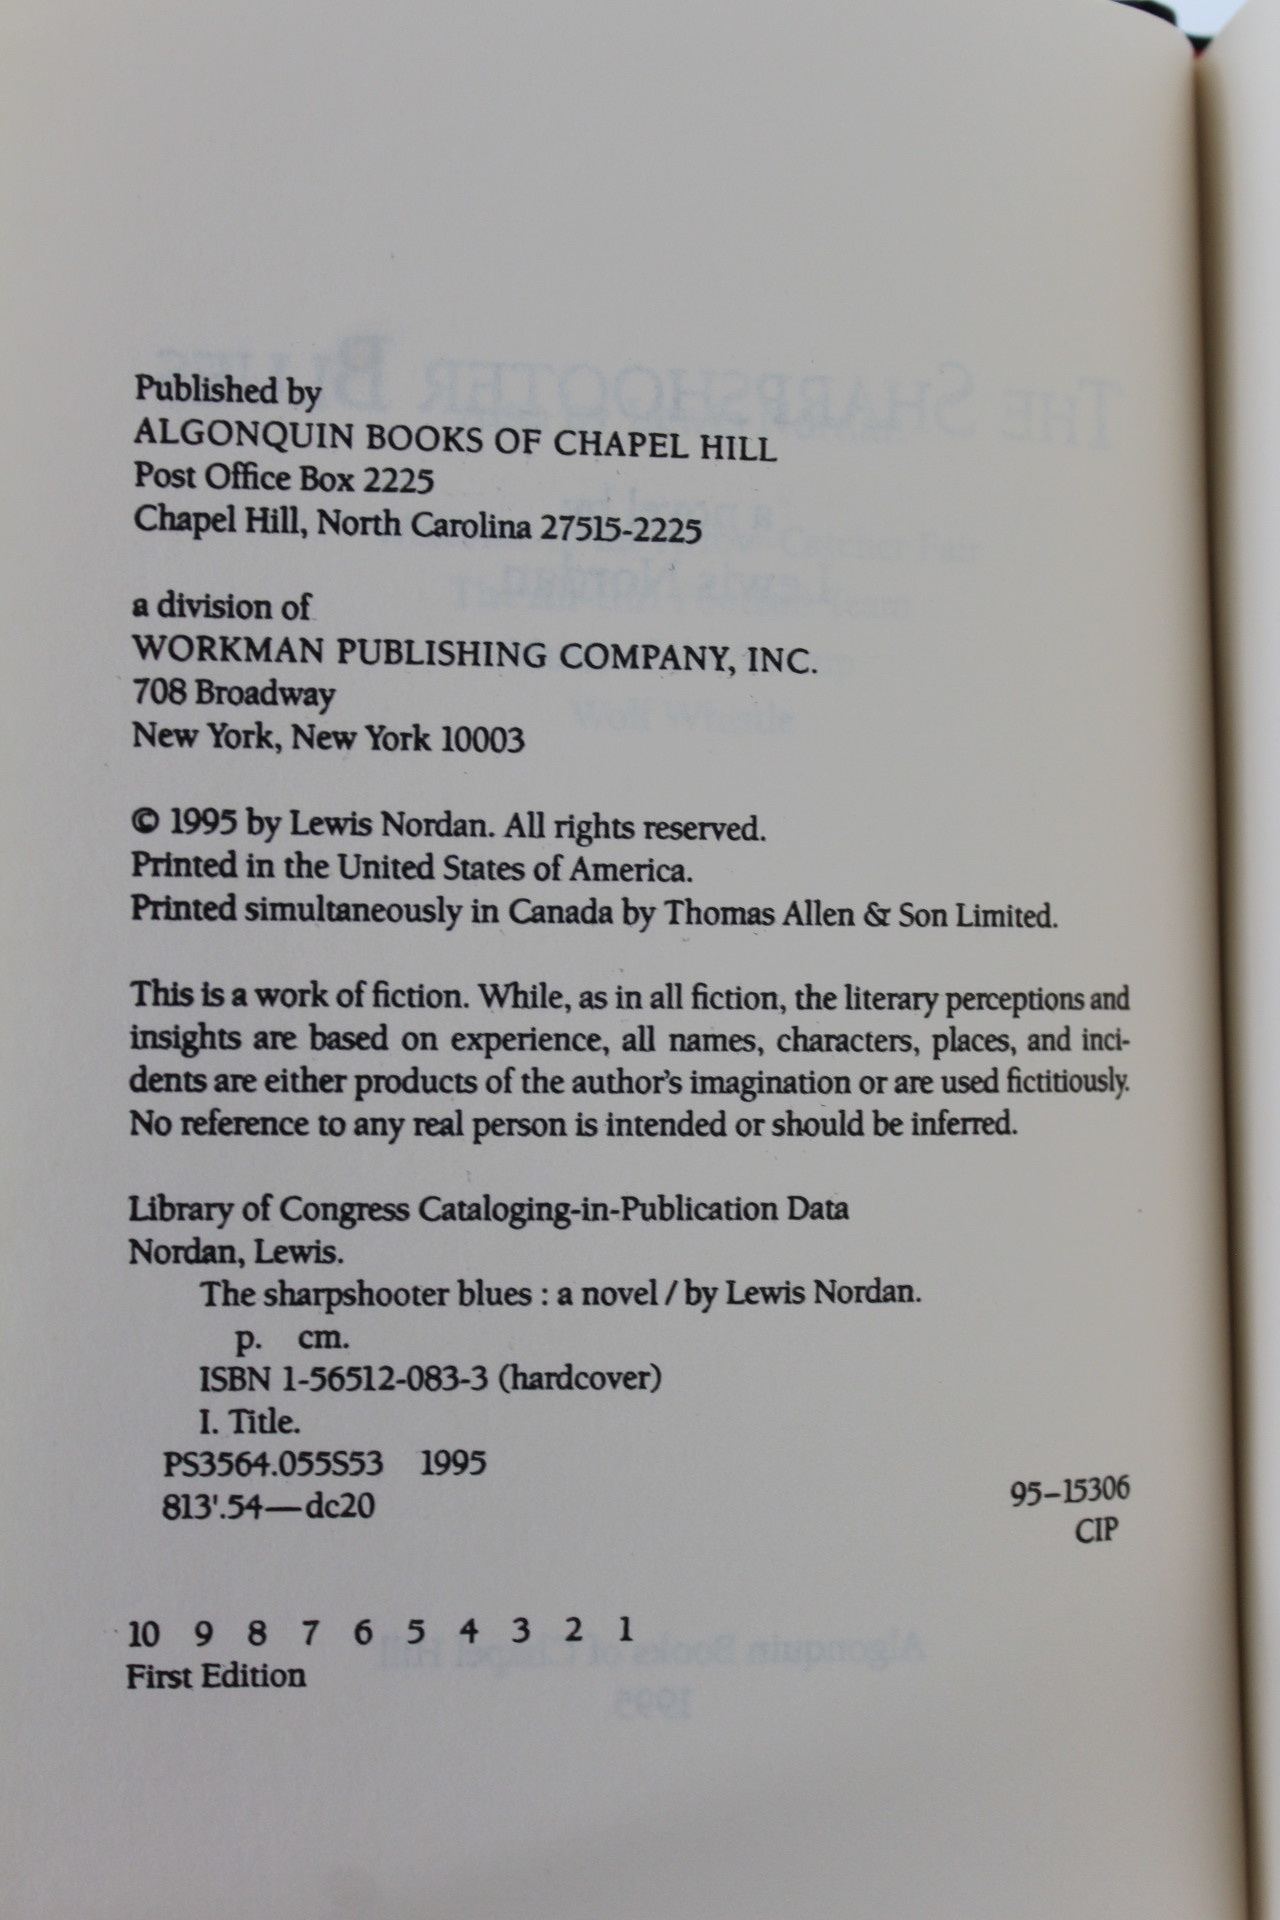 Published by
ALGONQUIN BOOKS OF CHAPEL HILL
Post Office Box 2225
Chapel Hill, North Carolina 27515-2225
a division of
WORKMAN PUBLISHING COMPANY, INC.
708 Broadway
New York, New York 10003
© 1995 by Lewis Nordan. All rights reserved.
Printed in the United States of America.
Printed simultaneously in Canada by Thomas Allen & Son Limited.
This is a work of fiction. While, as in all fiction, the literary perceptions and
insights are based on experience, all names, characters, places, and inci-
dents are either products of the author's imagination or are used fictitiously.
No reference to any real person is intended or should be inferred.
Library of Congress Cataloging-in-Publication Data
Nordan, Lewis.
The sharpshooter blues : a novel / by Lewis Nordan.
p. cm.
ISBN 1-56512-083-3 (hardcover)
I. Title.
PS3564.055S53 1995
813'.54—dc20
95-15306
CIP
10 9 8 7 6 5 4 3 2 1
First Edition